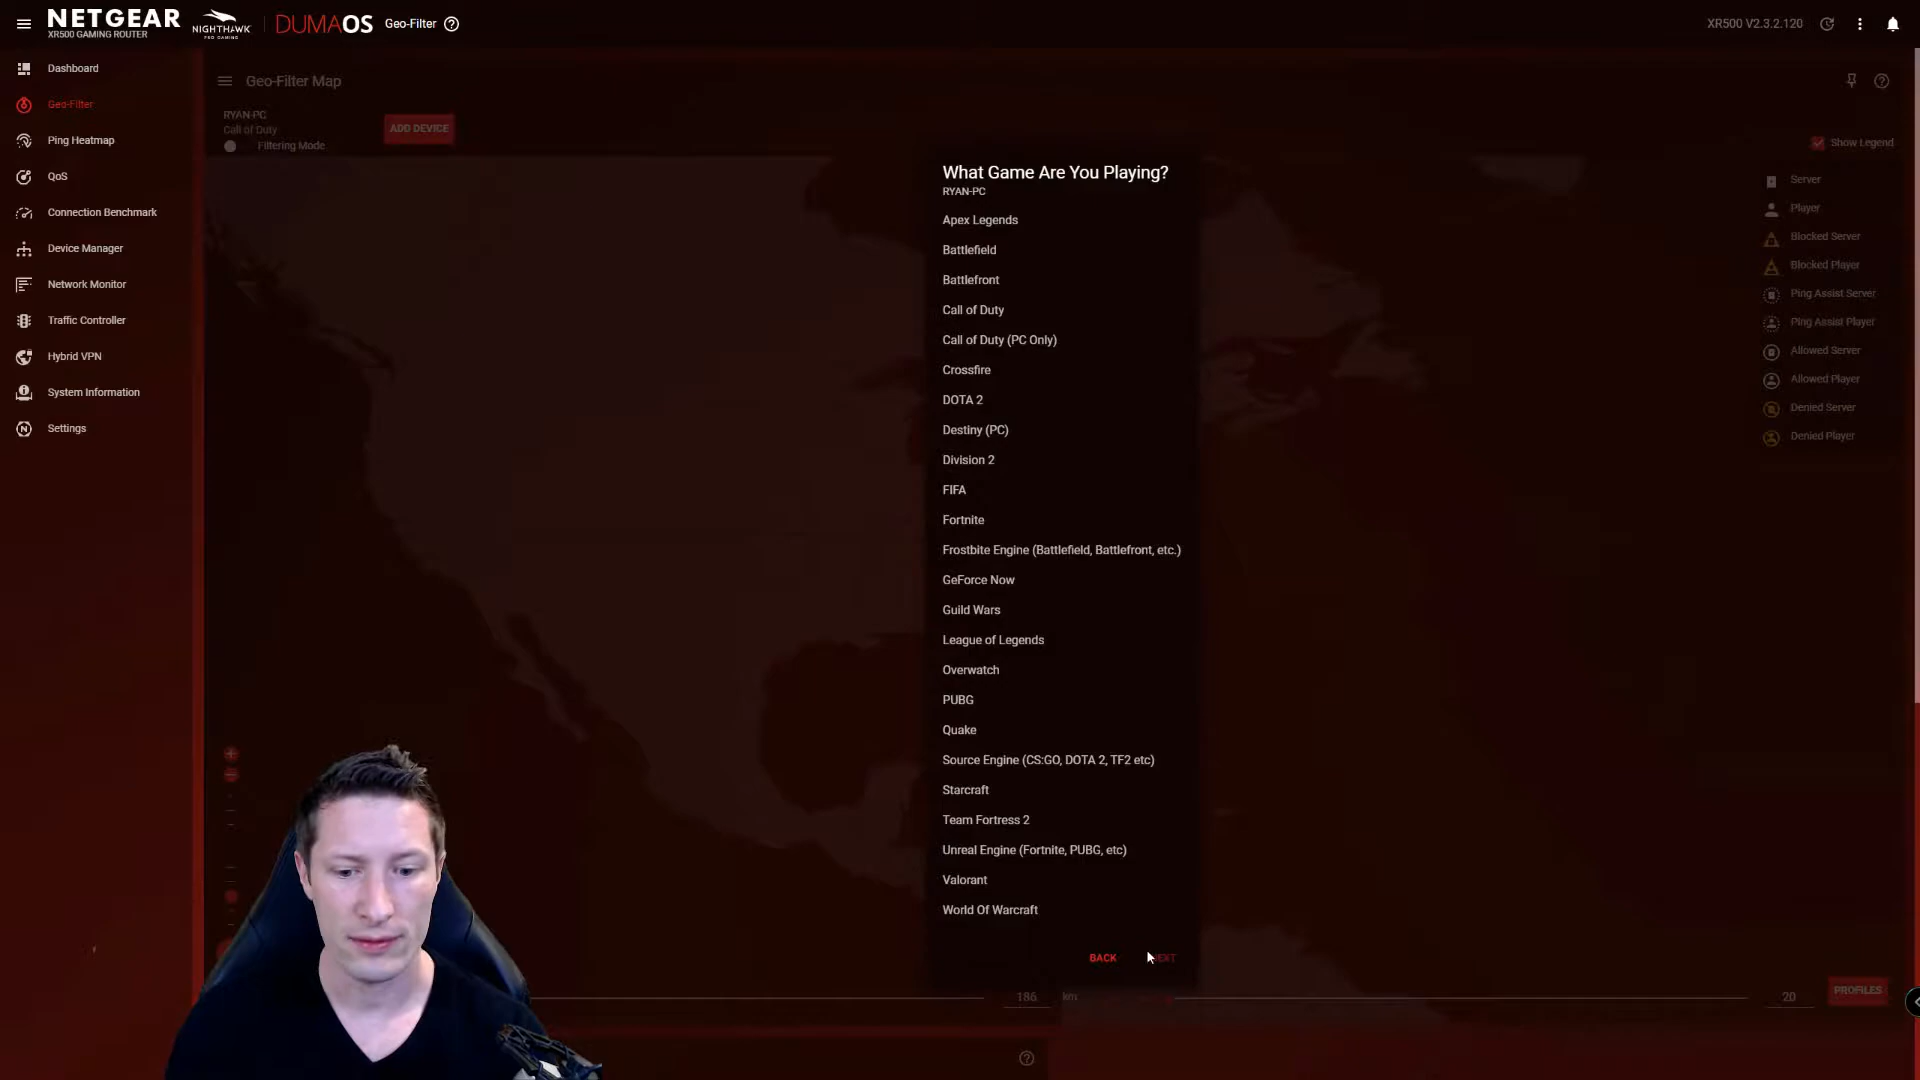 NETGEAR
XR500 GAMING ROUTER
NIGHTHAWK
PRO GAMING
DUMAOS
Geo-Filter
XR500 V2.3.2.120
Dashboard
Geo-Filter
Ping Heatmap
QoS
Connection Benchmark
Device Manager
Network Monitor
Traffic Controller
Hybrid VPN
System Information
Settings
Geo-Filter Map
RYAN-PC
Call of Duty
Filtering Mode
ADD DEVICE
Show Legend
Server
Player
Blocked Server
Blocked Player
Ping Assist Server
Ping Assist Player
Allowed Server
Allowed Player
Denied Server
Denied Player
What Game Are You Playing?
RYAN-PC
Apex Legends
Battlefield
Battlefront
Call of Duty
Call of Duty (PC Only)
Crossfire
DOTA 2
Destiny (PC)
Division 2
FIFA
Fortnite
Frostbite Engine (Battlefield, Battlefront, etc.)
GeForce Now
Guild Wars
League of Legends
Overwatch
PUBG
Quake
Source Engine (CS:GO, DOTA 2, TF2 etc)
Starcraft
Team Fortress 2
Unreal Engine (Fortnite, PUBG, etc)
Valorant
World Of Warcraft
BACK
186 km
20
PROFILES